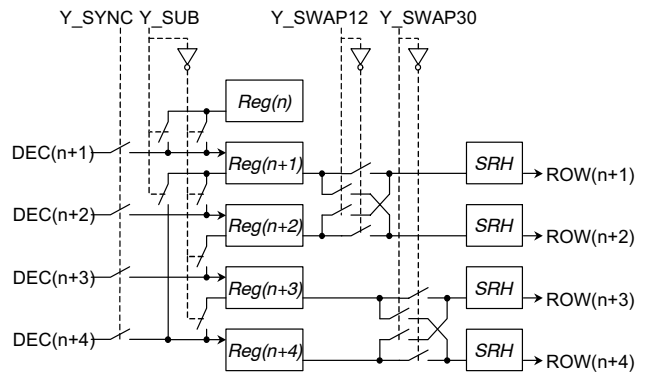 Y_SYNC Y_SUB Y_SWAP12 Y_SWAP30
Reg(n)
DEC(n+1) Reg(n+1) SRH ROW(n+1)
DEC(n+2) Reg(n+2) SRH ROW(n+2)
DEC(n+3) Reg(n+3) SRH ROW(n+3)
DEC(n+4) Reg(n+4) SRH ROW(n+4)